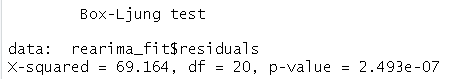 Box-Ljung test
data:  rearima_fit$residuals
X-squared = 69.164, df = 20, p-value = 2.493e-07